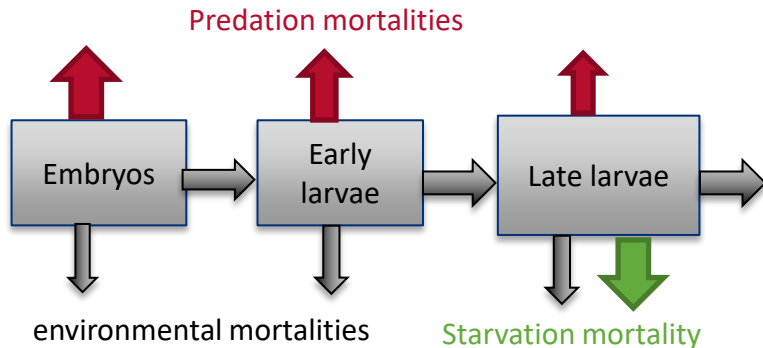 Predation mortalities
Embryos
Early
larvae
Late larvae
environmental mortalities
Starvation mortality